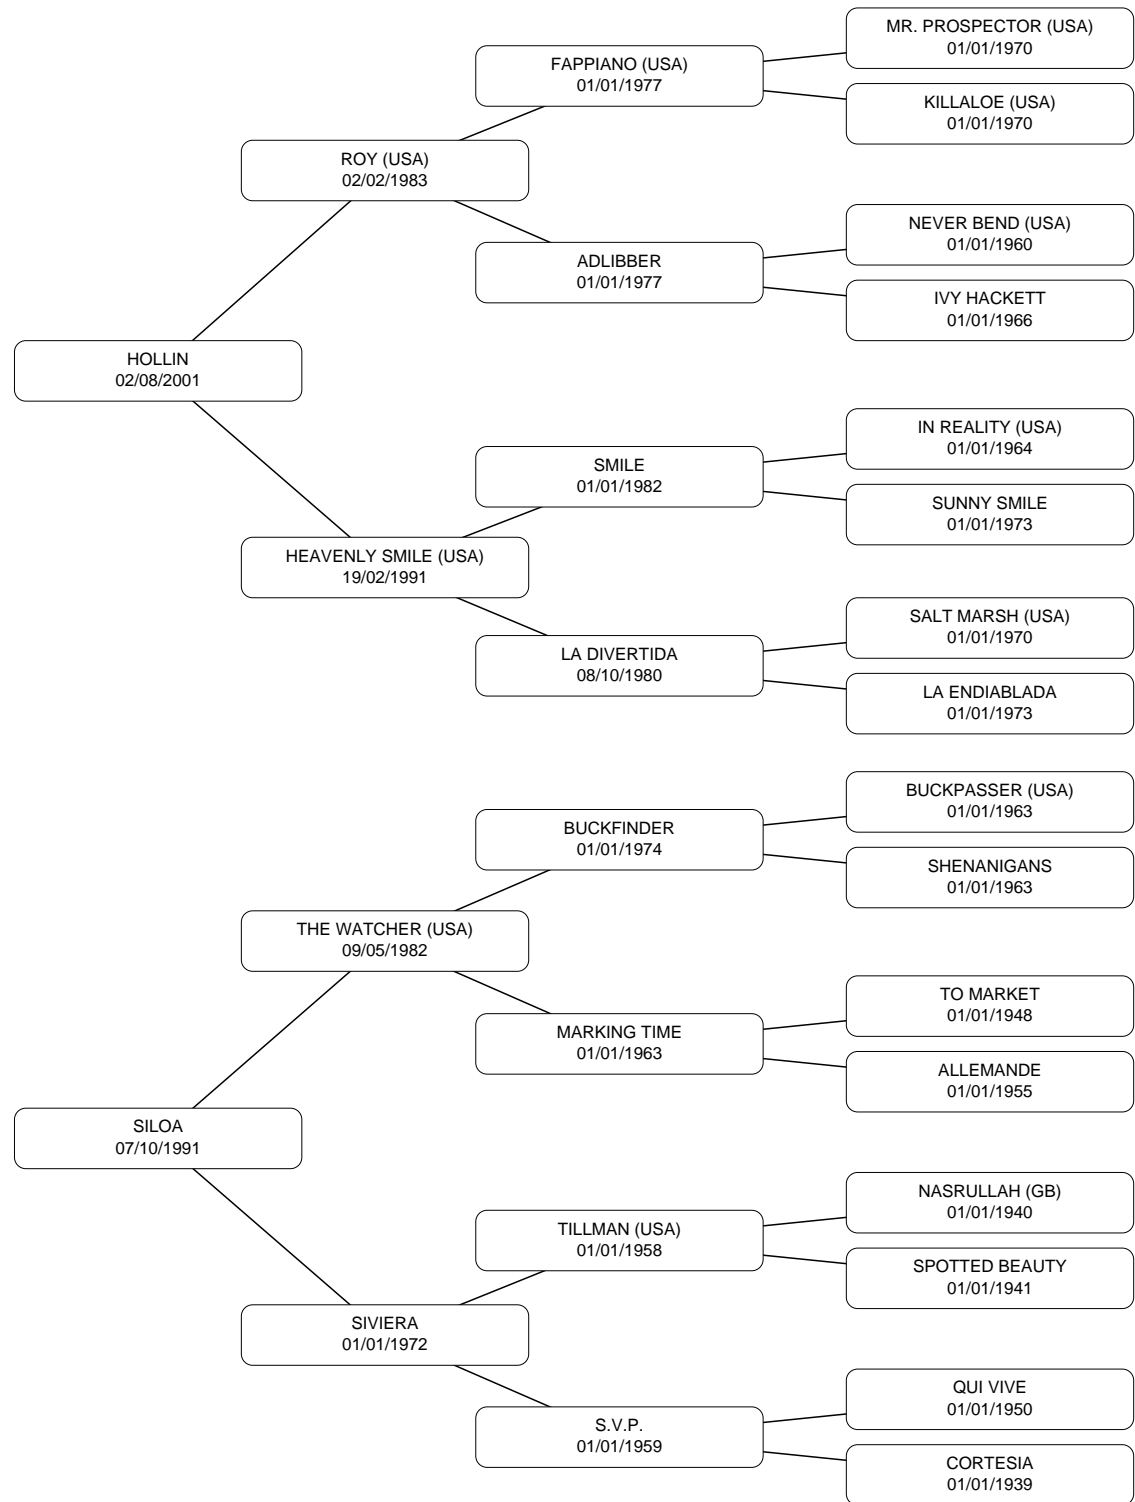 MR. PROSPECTOR (USA)
01/01/1970
FAPPIANO (USA)
01/01/1977
KILLALOE (USA)
01/01/1970
ROY (USA)
02/02/1983
NEVER BEND (USA)
01/01/1960
ADLIBBER
01/01/1977
IVY HACKETT
01/01/1966
HOLLIN
02/08/2001
IN REALITY (USA)
01/01/1964
SMILE
01/01/1982
SUNNY SMILE
01/01/1973
HEAVENLY SMILE (USA)
19/02/1991
SALT MARSH (USA)
01/01/1970
LA DIVERTIDA
08/10/1980
LA ENDIABLADA
01/01/1973
BUCKPASSER (USA)
01/01/1963
BUCKFINDER
01/01/1974
SHENANIGANS
01/01/1963
THE WATCHER (USA)
09/05/1982
TO MARKET
01/01/1948
MARKING TIME
01/01/1963
ALLEMANDE
01/01/1955
SILOA
07/10/1991
NASRULLAH (GB)
01/01/1940
TILLMAN (USA)
01/01/1958
SPOTTED BEAUTY
01/01/1941
SIVIERA
01/01/1972
QUI VIVE
01/01/1950
S.V.P.
01/01/1959
CORTESIA
01/01/1939